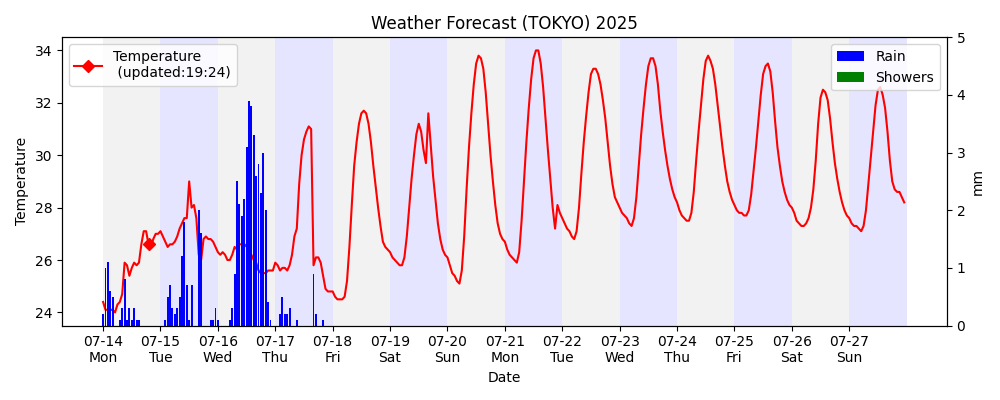 Weather Forecast (TOKYO) 2025
Temperature
(updated:19:24)
Rain
Showers
34
32
30
28
26
24
Temperature
5
4
3
2
1
0
mm
07-14 07-15 07-16 07-17 07-18 07-19 07-20 07-21 07-22 07-23 07-24 07-25 07-26 07-27
Mon Tue Wed Thu Fri Sat Sun Mon Tue Wed Thu Fri Sat Sun
Date